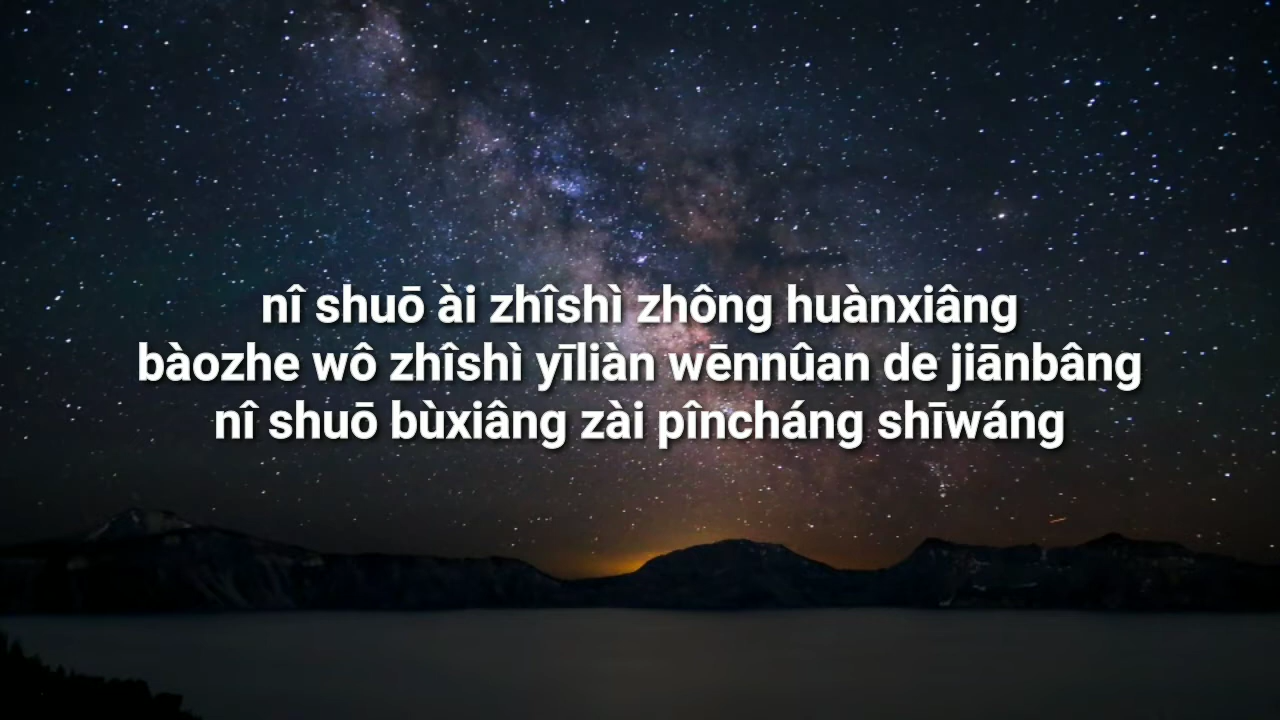 nî shuō ài zhîshì zhông huànxiâng
bàozhe wô zhîshì yīliàn wēnnûan de jiānbâng
nî shuō bùxiâng zài pîncháng shīwáng